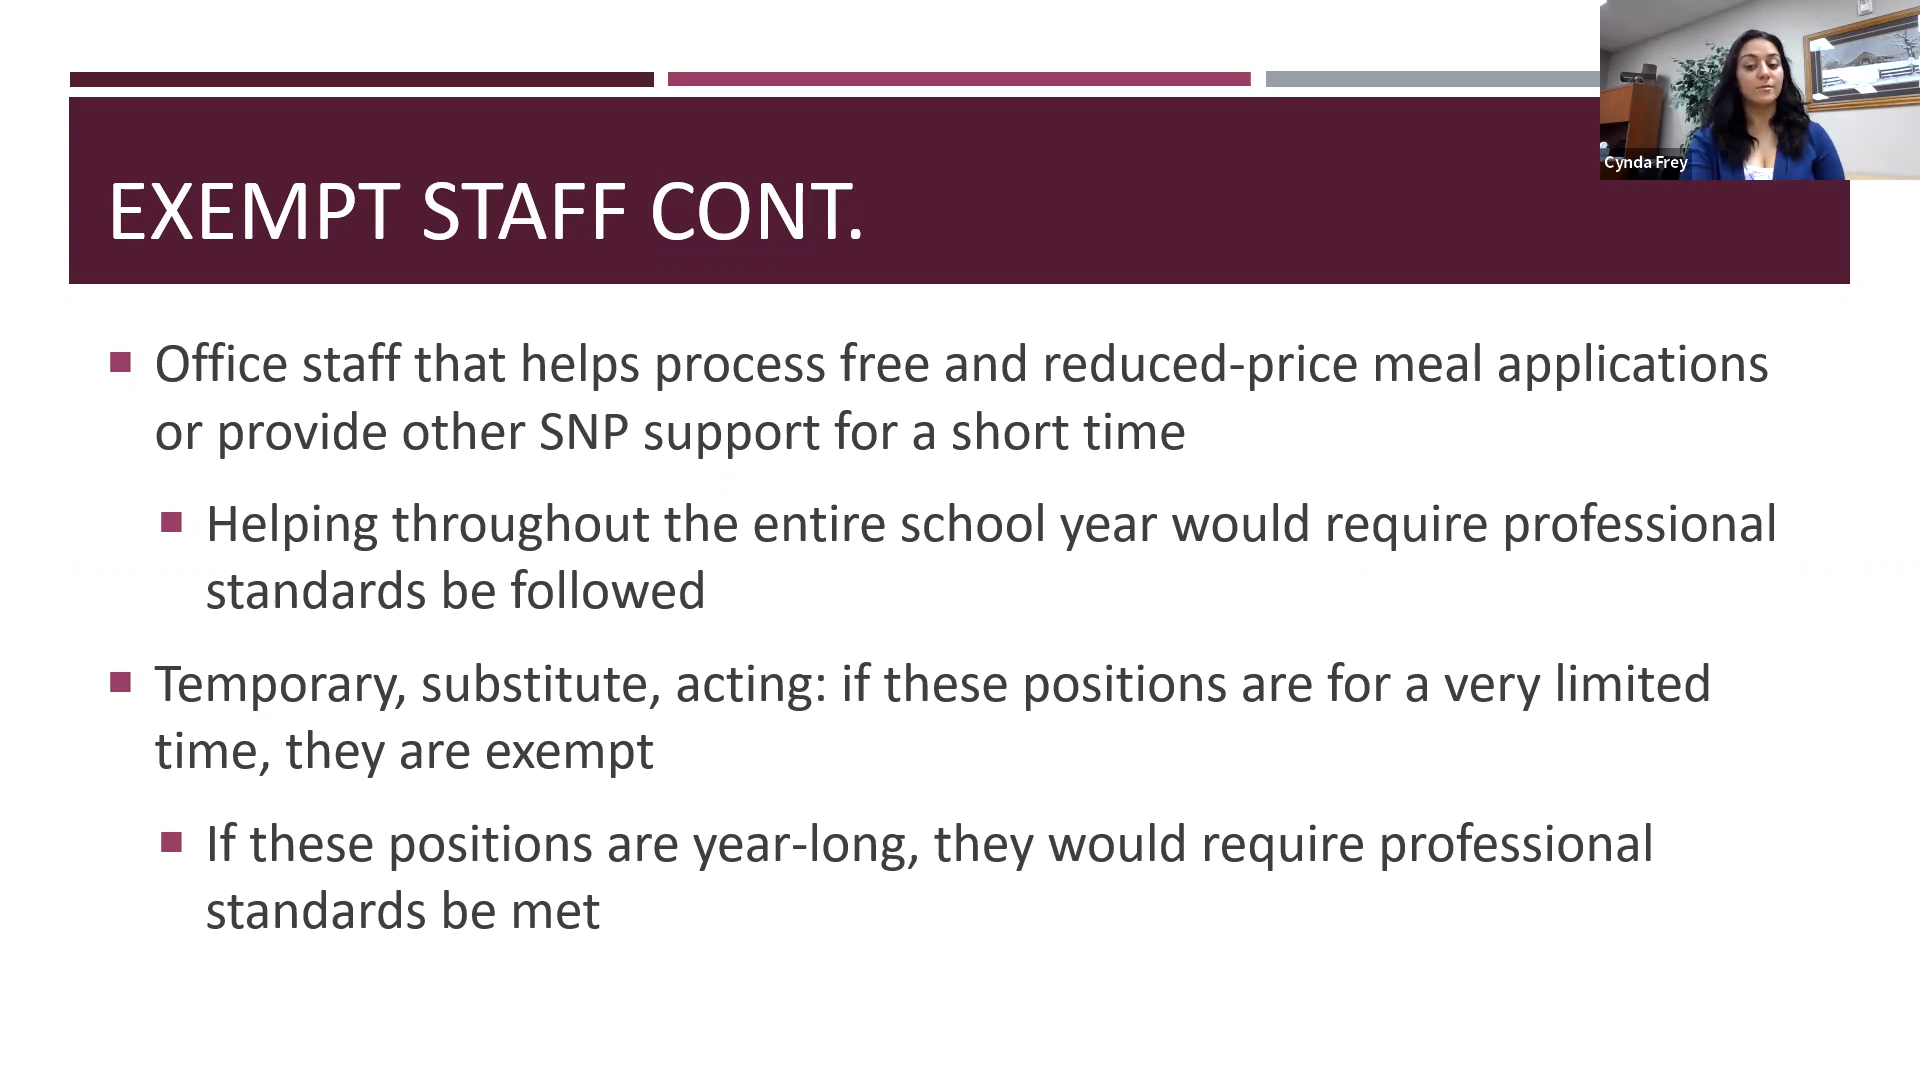 Cynda Frey
EXEMPT STAFF CONT.
Office staff that helps process free and reduced-price meal applications
or provide other SNP support for a short time
Helping throughout the entire school year would require professional
standards be followed
Temporary, substitute, acting: if these positions are for a very limited
time, they are exempt
If these positions are year-long, they would require professional
standards be met